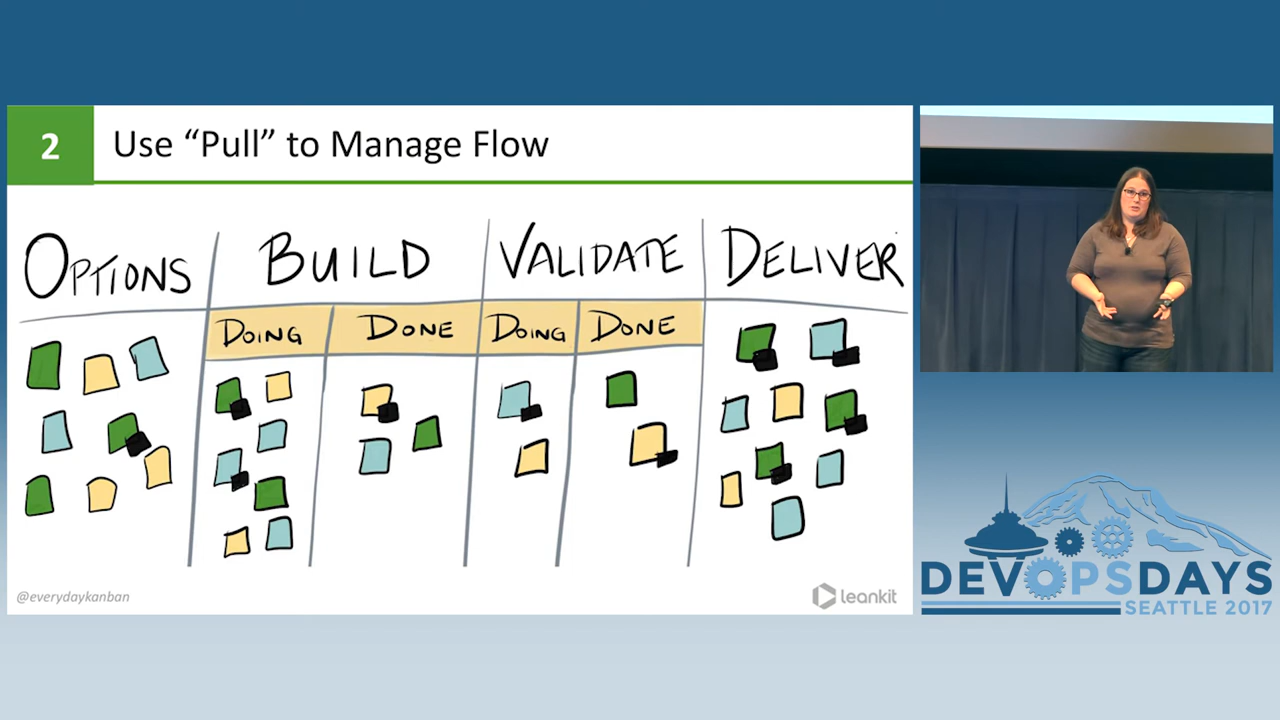 2
Use “Pull” to Manage Flow
OPTIONS
BUILD
VALIDATE
DELIVER
DOING
DONE
DOING
DONE
@everydaykanban
leankit
DEVOPSDAYS
SEATTLE 2017